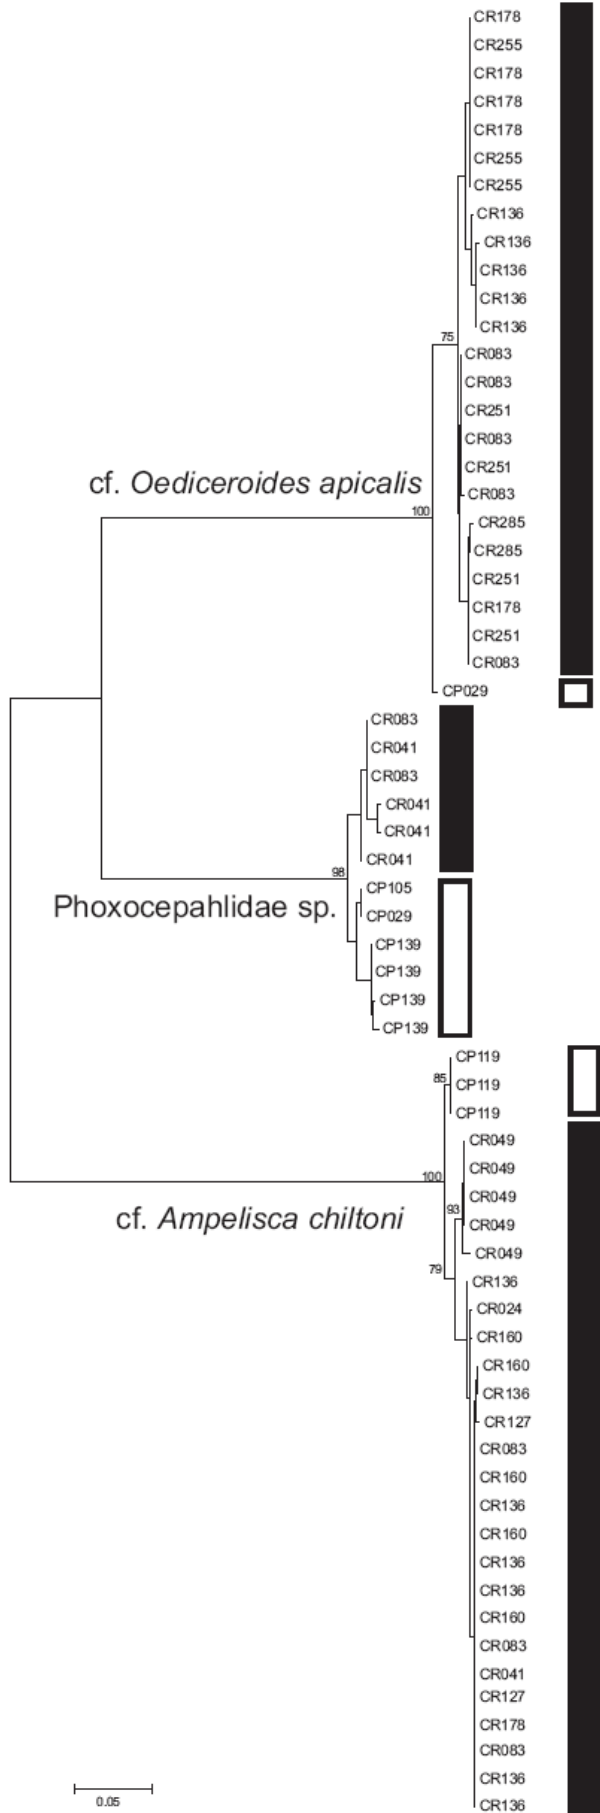 CR178
CR255
CR178
CR178
CR178
CR255
CR255
CR136
CR136
CR136
CR136
CR136
75
CR083
CR083
CR251
CR083
CR251
cf. Oediceroides apicalis
CR083
100
CR285
CR285
CR251
CR178
CR251
CR083
CP029
CR083
CR041
CR083
CR041
CR041
CR041
98
CP105
Phoxocepahlidae sp.
CP029
CP139
CP139
CP139
CP139
CP119
85
CP119
CP119
CR049
CR049
100
CR049
93
cf. Ampelisca chiltoni
CR049
CR049
79
CR136
CR024
CR160
CR160
CR136
CR127
CR083
CR160
CR136
CR160
CR136
CR136
CR160
CR083
CR041
CR127
CR178
CR083
CR136
0.05
CR136